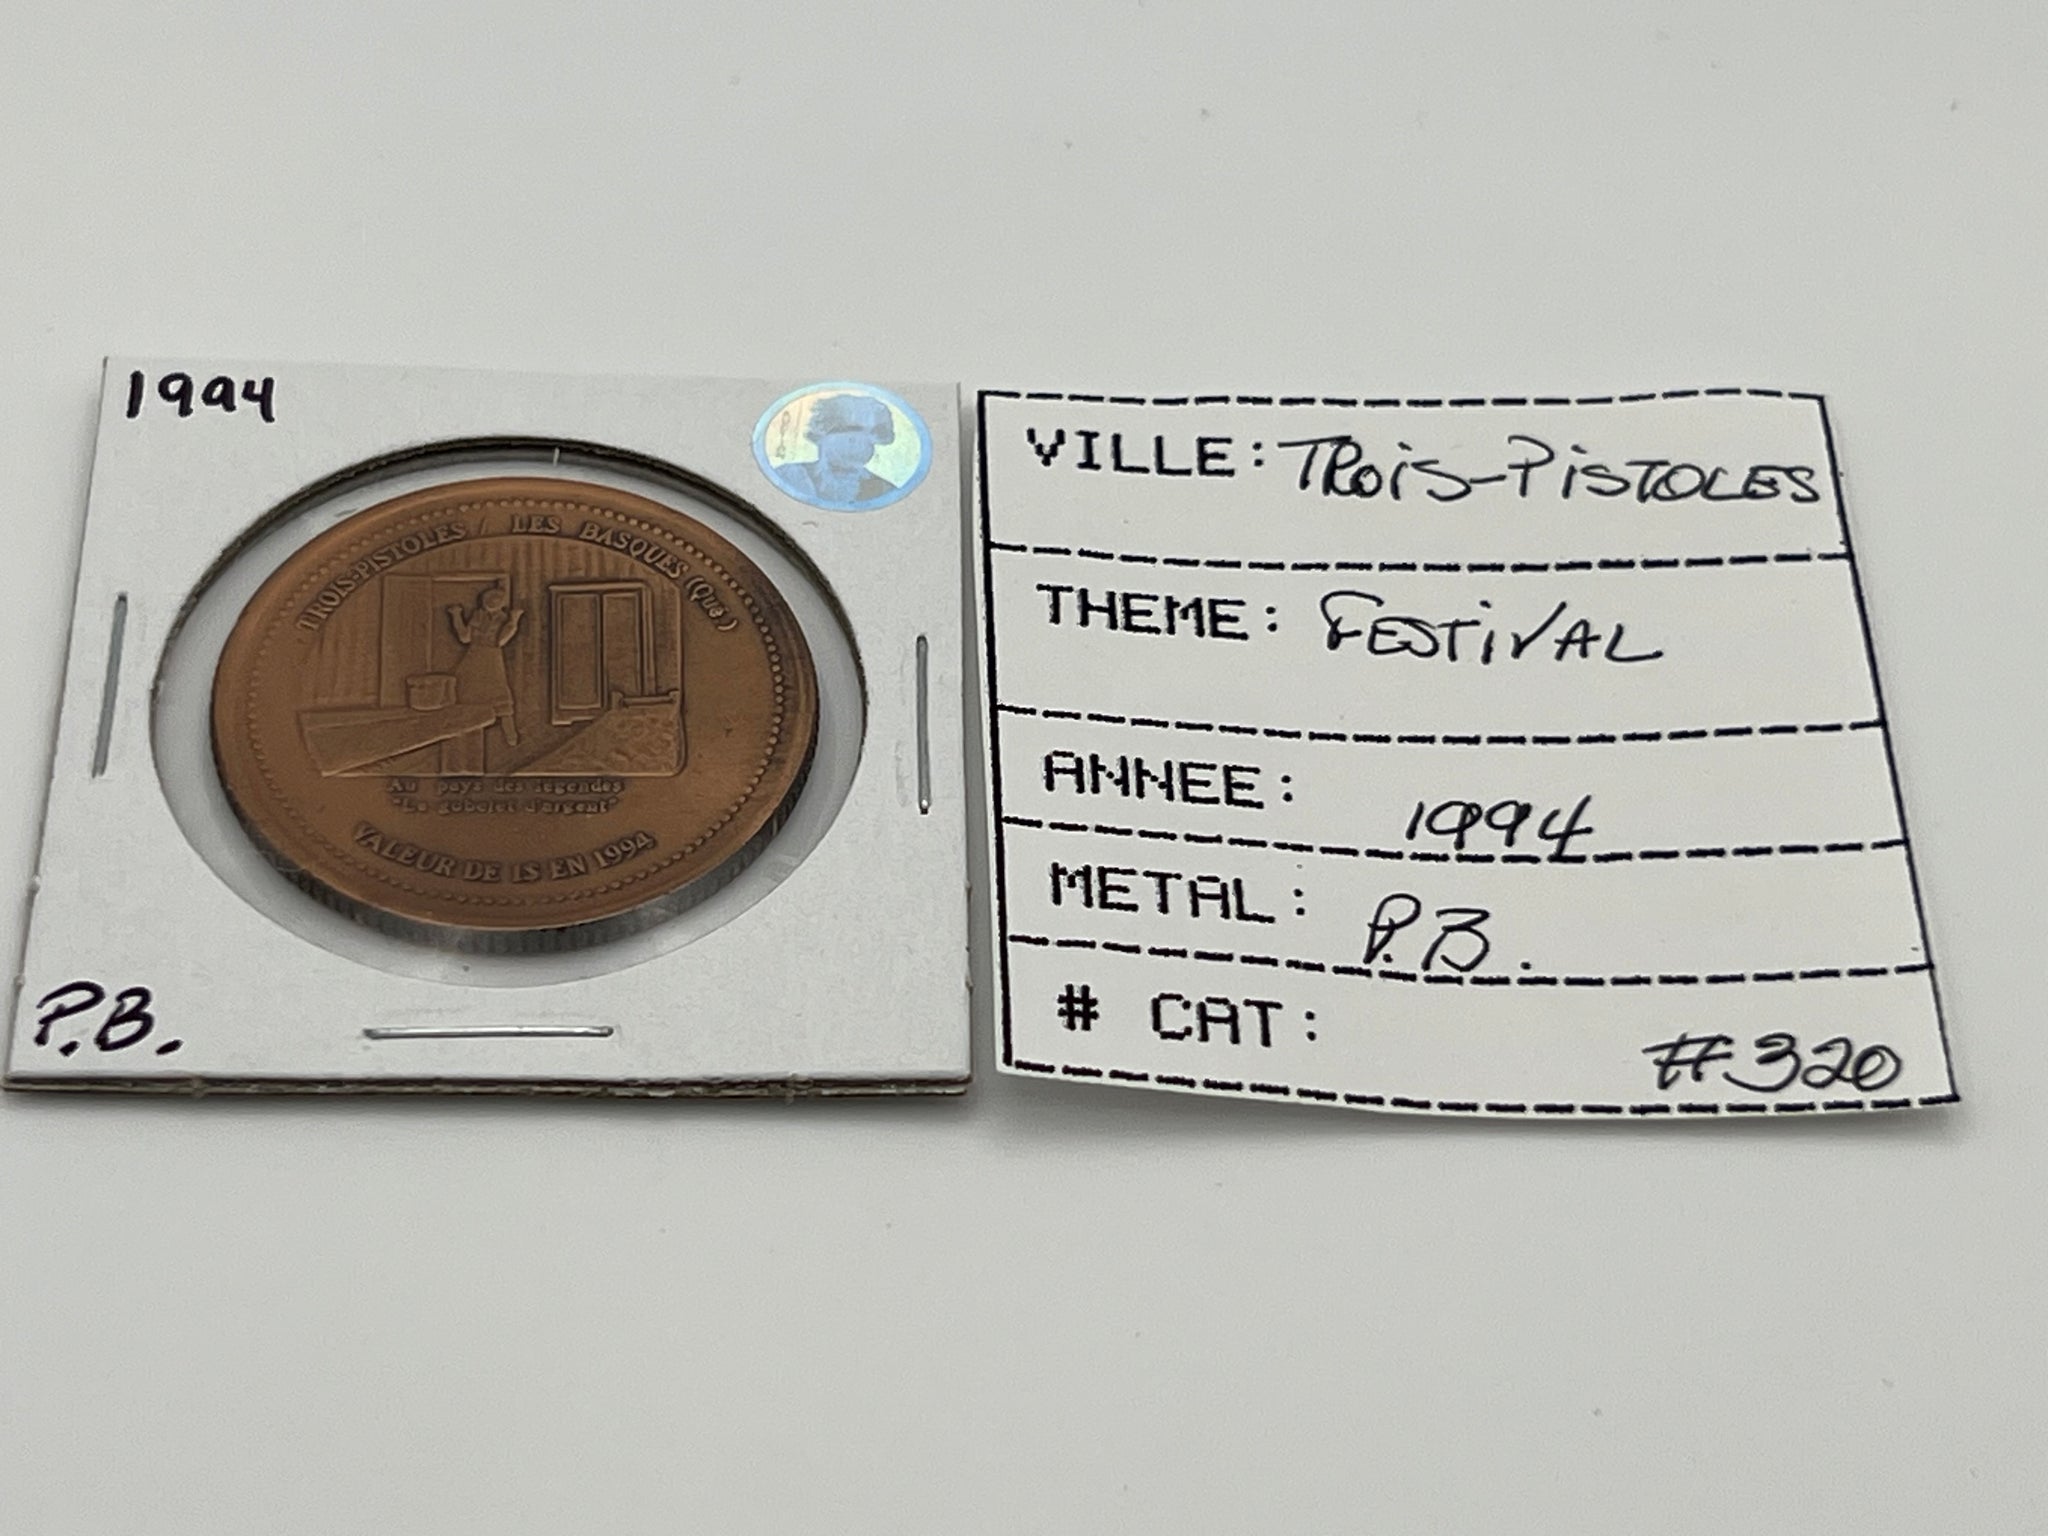 1994
TROIS-PISTOLES / LES BASQUES (Qué.)
Au pays des légendes
"Le gobelet d'argent"
VALEUR DE 1$ EN 1994
P.B.
VILLE: TROIS-PISTOLES
THEME: FESTIVAL
ANNEE: 1994
METAL: P.B.
# CAT: #320